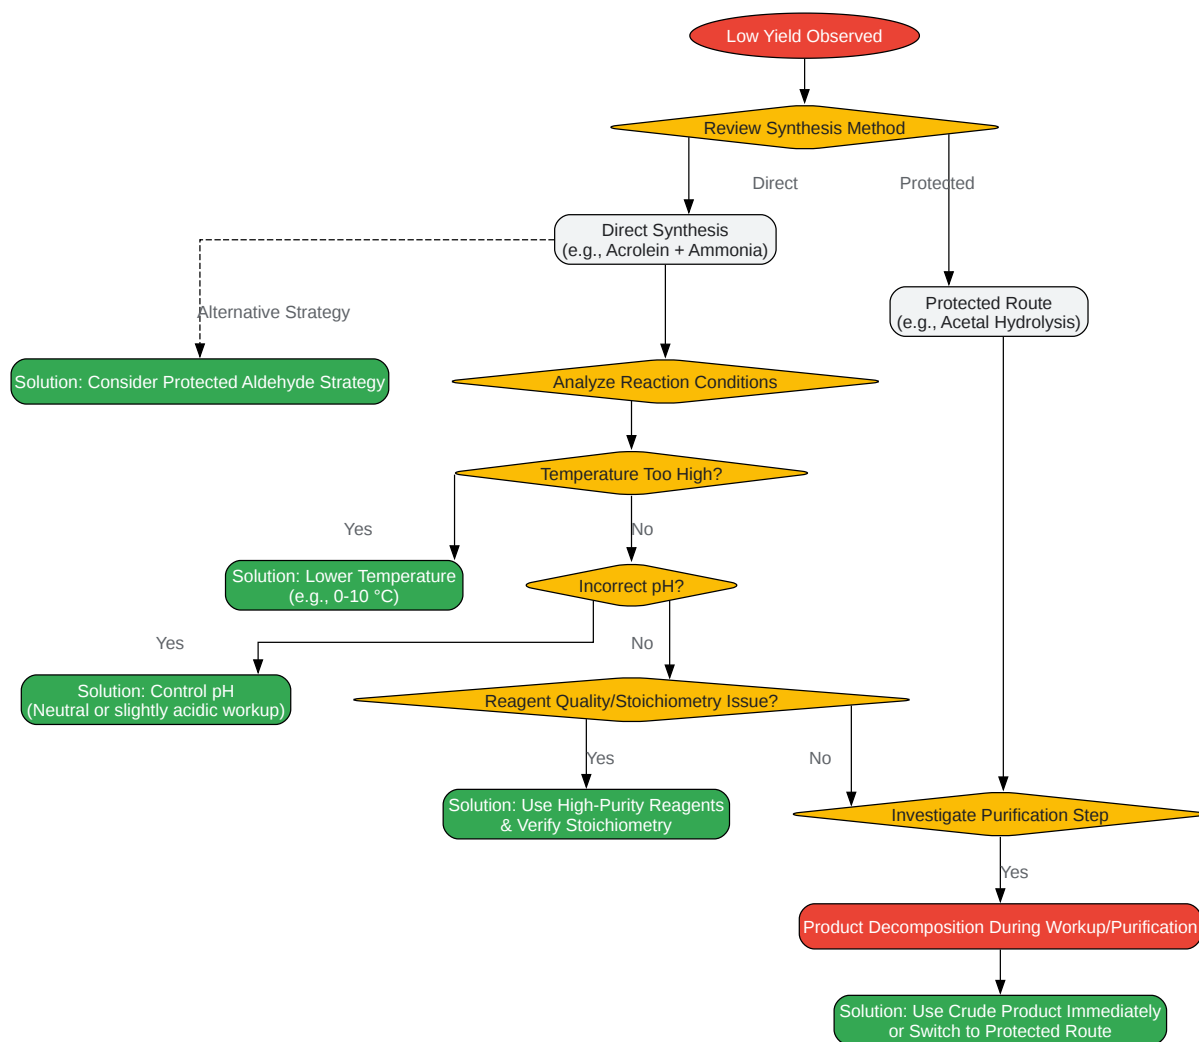 Low Yield Observed
Review Synthesis Method
Direct
Protected
Direct Synthesis
(e.g., Acrolein + Ammonia)
Protected Route
(e.g., Acetal Hydrolysis)
Alternative Strategy
Solution: Consider Protected Aldehyde Strategy
Analyze Reaction Conditions
Temperature Too High?
Yes
No
Solution: Lower Temperature
(e.g., 0-10 °C)
Incorrect pH?
Yes
No
Solution: Control pH
(Neutral or slightly acidic workup)
Reagent Quality/Stoichiometry Issue?
Yes
No
Solution: Use High-Purity Reagents
& Verify Stoichiometry
Investigate Purification Step
Yes
Product Decomposition During Workup/Purification
Solution: Use Crude Product Immediately
or Switch to Protected Route